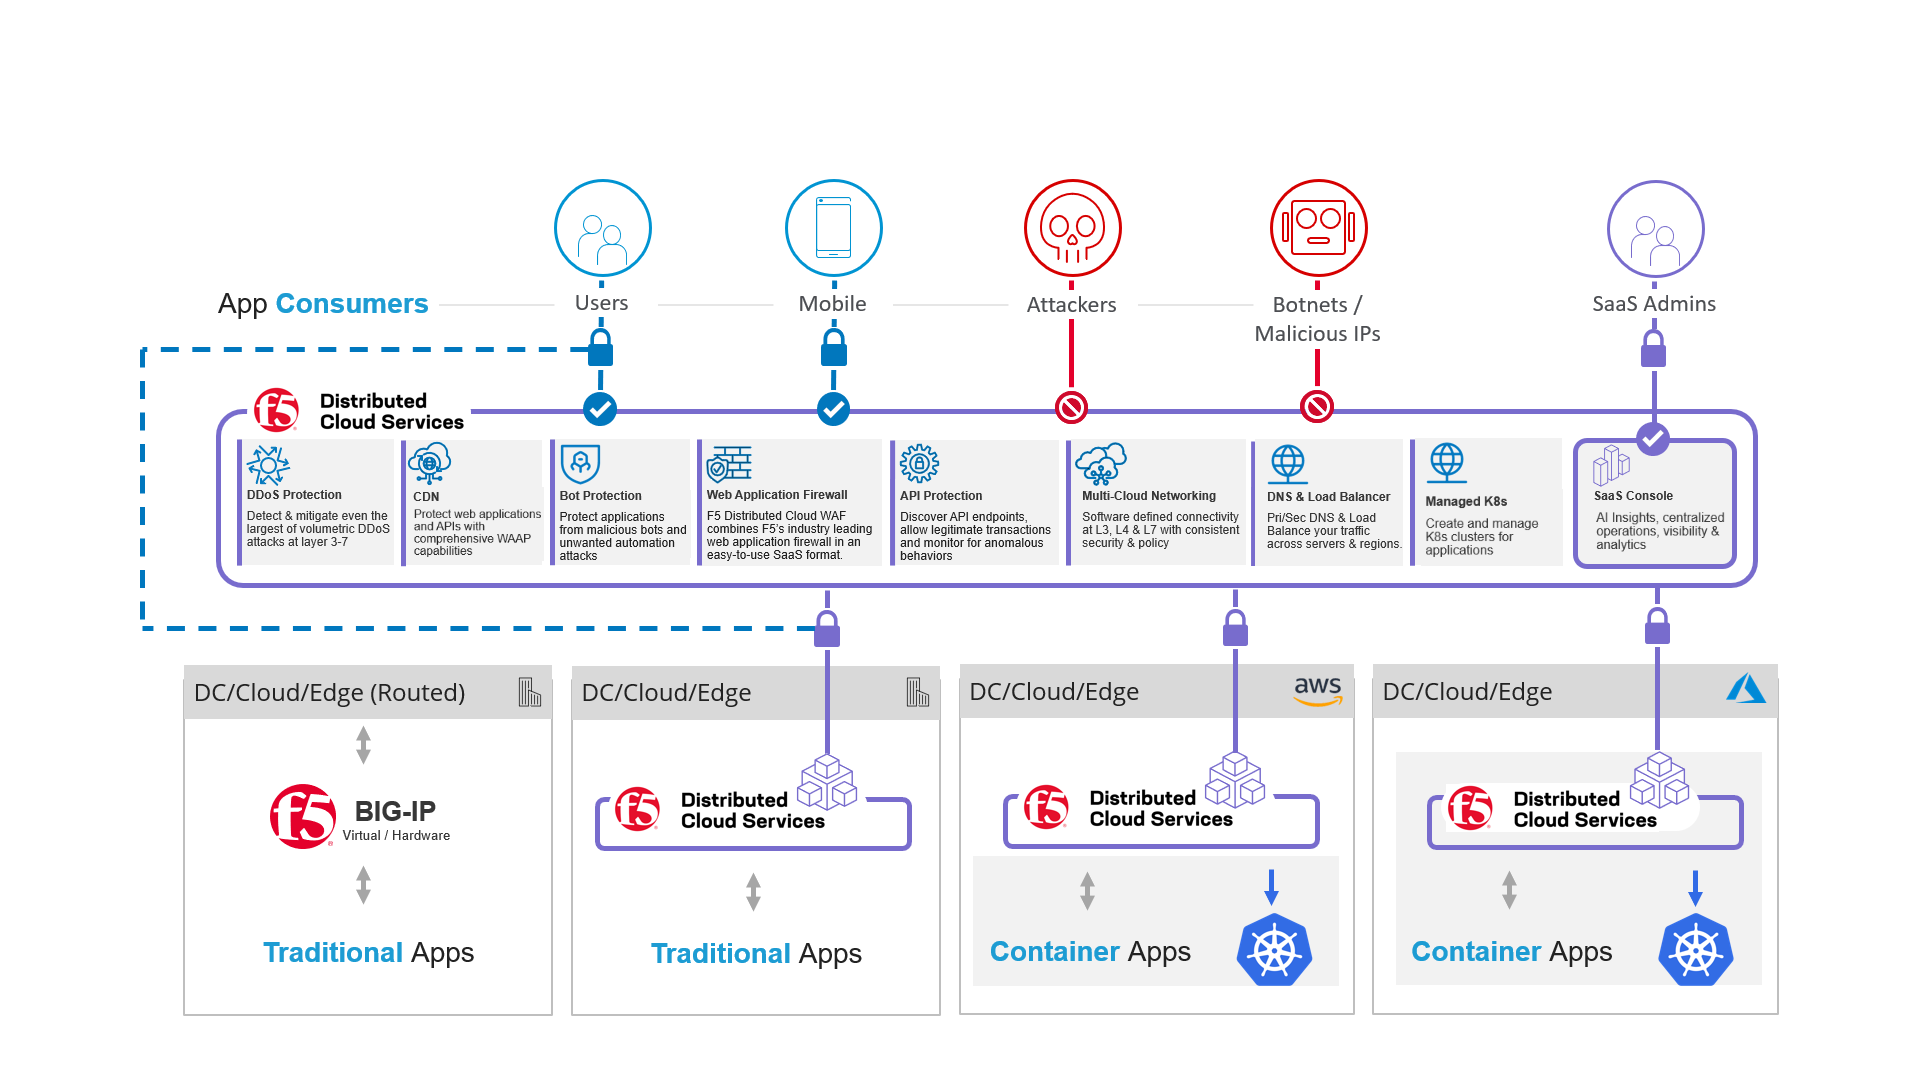 App Consumers
Users
Mobile
Attackers
Botnets /
Malicious IPs
SaaS Admins
f5
Distributed
Cloud Services
DDoS Protection
Detect & mitigate even the
largest of volumetric DDoS
attacks at layer 3-7
CDN
Protect web applications
and APIs with
comprehensive WAAP
capabilities
Bot Protection
Protect applications
from malicious bots and
unwanted automation
attacks
Web Application Firewall
F5 Distributed Cloud WAF
combines F5's industry leading
web application firewall in an
easy-to-use SaaS format.
API Protection
Discover API endpoints,
allow legitimate transactions
and monitor for anomalous
behaviors
Multi-Cloud Networking
Software defined connectivity
at L3, L4 & L7 with consistent
security & policy
DNS & Load Balancer
Pri/Sec DNS & Load
Balance your traffic
across servers & regions.
Managed K8s
Create and manage
K8s clusters for
applications
SaaS Console
AI Insights, centralized
operations, visibility &
analytics
DC/Cloud/Edge (Routed)
f5
BIG-IP
Virtual / Hardware
Traditional Apps
DC/Cloud/Edge
f5
Distributed
Cloud Services
Traditional Apps
DC/Cloud/Edge
aws
f5
Distributed
Cloud Services
Container Apps
DC/Cloud/Edge
f5
Distributed
Cloud Services
Container Apps